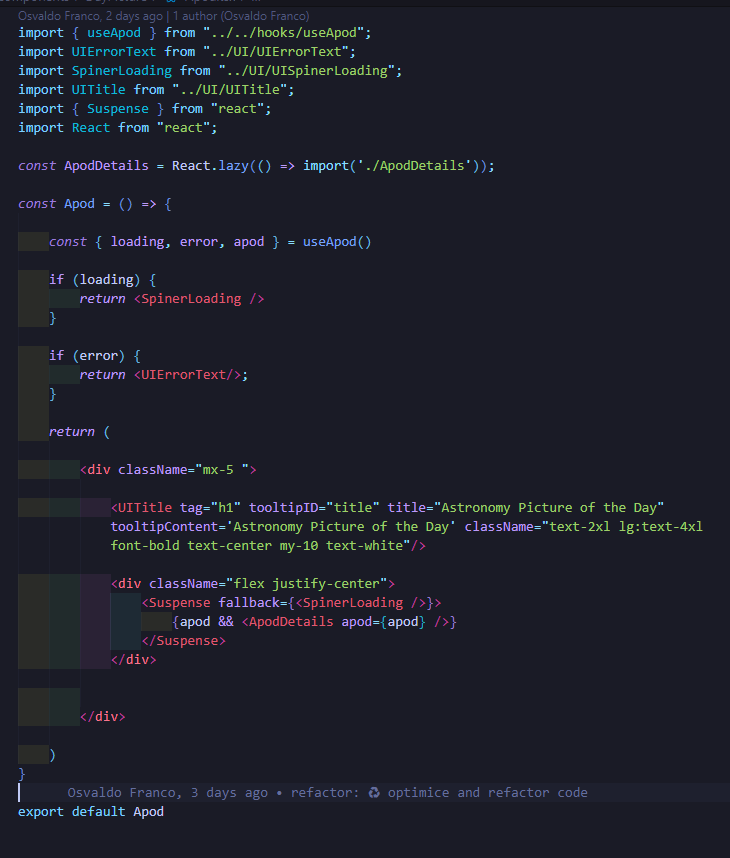 Osvaldo Franco, 2 days ago | 1 author (Osvaldo Franco)
import { useApod } from "../../hooks/useApod";
import UIErrorText from "../UI/UIErrorText";
import SpinerLoading from "../UI/UISpinerLoading";
import UITitle from "../UI/UITitle";
import { Suspense } from "react";
import React from "react";
const ApodDetails = React.lazy(() => import('./ApodDetails'));
const Apod = () => {
const { loading, error, apod } = useApod()
if (loading) {
return <SpinerLoading />
}
if (error) {
return <UIErrorText/>;
}
return (
<div className="mx-5 ">
<UITitle tag="h1" tooltipID="title" title="Astronomy Picture of the Day"
tooltipContent='Astronomy Picture of the Day' className="text-2xl lg:text-4xl
font-bold text-center my-10 text-white"/>
<div className="flex justify-center">
<Suspense fallback={<SpinerLoading />}>
{apod && <ApodDetails apod={apod} />}
</Suspense>
</div>
</div>
)
}
Osvaldo Franco, 3 days ago • refactor: ♻ optimice and refactor code
export default Apod